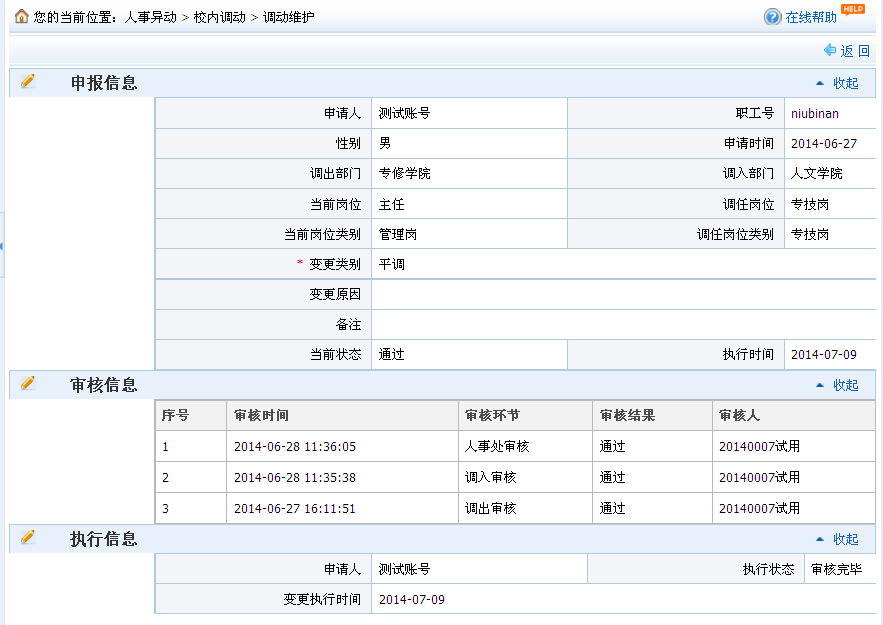 您的当前位置：人事异动 > 校内调动 > 调动维护
在线帮助 HELP
返 回
申报信息 收起
申请人 测试账号 职工号 niubinan
性别 男 申请时间 2014-06-27
调出部门 专修学院 调入部门 人文学院
当前岗位 主任 调任岗位 专技岗
当前岗位类别 管理岗 调任岗位类别 专技岗
* 变更类别 平调
变更原因
备注
当前状态 通过 执行时间 2014-07-09
审核信息 收起
序号 审核时间 审核环节 审核结果 审核人
1 2014-06-28 11:36:05 人事处审核 通过 20140007试用
2 2014-06-28 11:35:38 调入审核 通过 20140007试用
3 2014-06-27 16:11:51 调出审核 通过 20140007试用
执行信息 收起
申请人 测试账号 执行状态 审核完毕
变更执行时间 2014-07-09